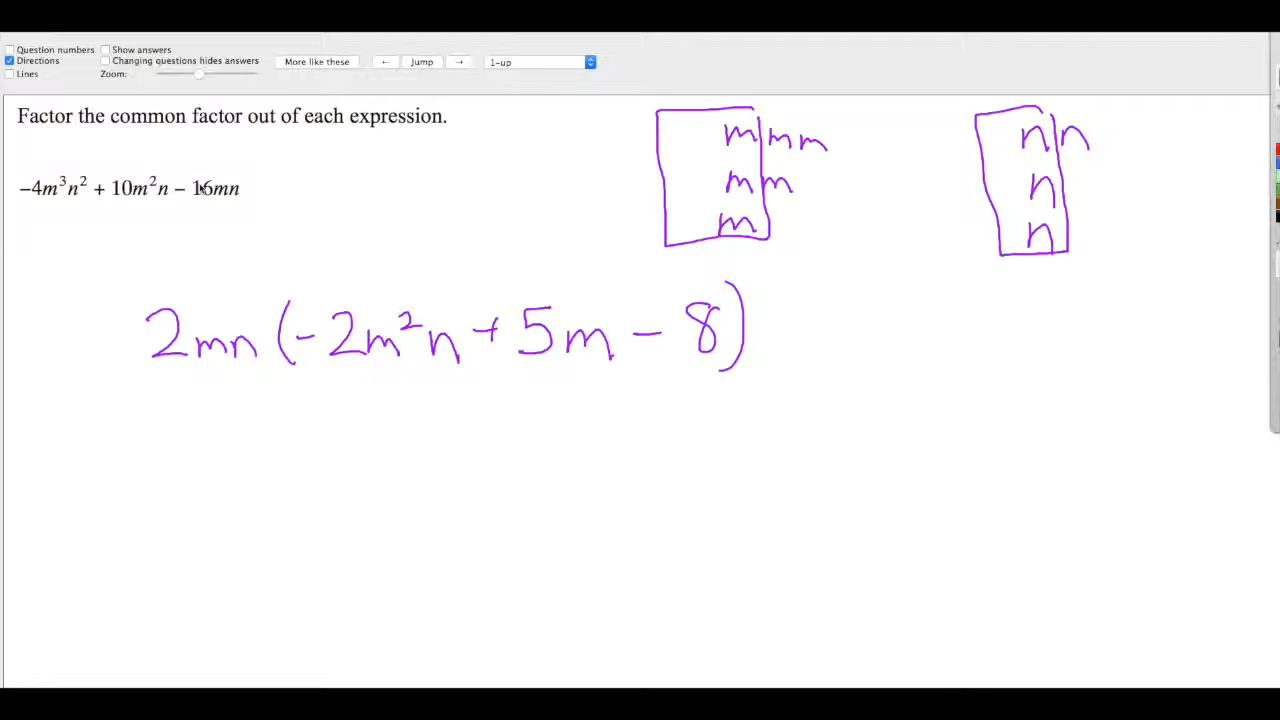 Question numbers Show answers
Directions Changing questions hides answers More like these ← Jump → 1-up
Lines Zoom:
Factor the common factor out of each expression.
m m m n n
−4m³n² + 10m²n − 16mn m m n
m n
2mn (-2m²n + 5m - 8)